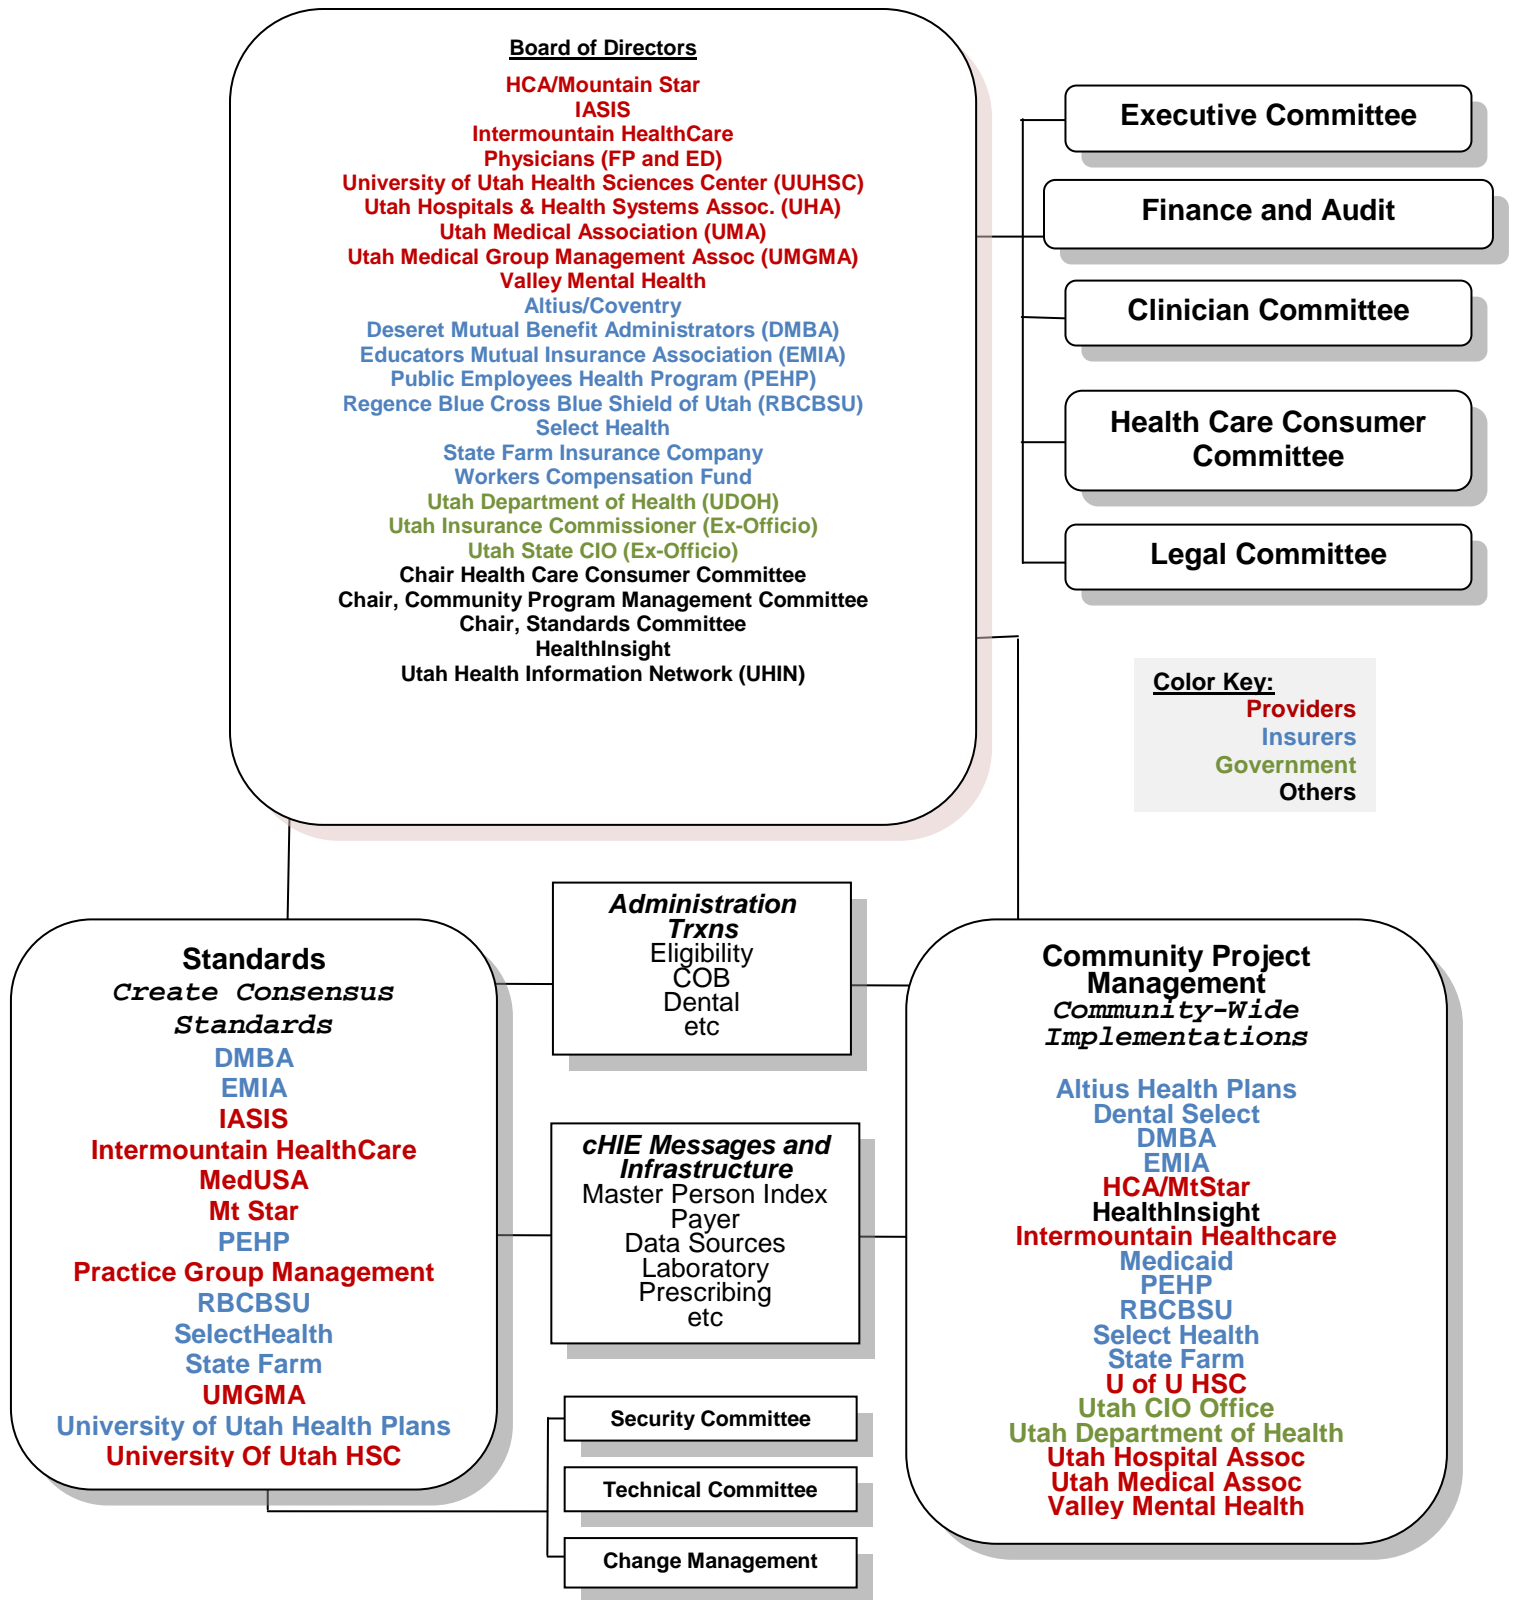 Board of Directors
HCA/Mountain Star
IASIS
Intermountain HealthCare
Physicians (FP and ED)
University of Utah Health Sciences Center (UUHSC)
Utah Hospitals & Health Systems Assoc. (UHA)
Utah Medical Association (UMA)
Utah Medical Group Management Assoc (UMGMA)
Valley Mental Health
Altius/Coventry
Deseret Mutual Benefit Administrators (DMBA)
Educators Mutual Insurance Association (EMIA)
Public Employees Health Program (PEHP)
Regence Blue Cross Blue Shield of Utah (RBCBSU)
Select Health
State Farm Insurance Company
Workers Compensation Fund
Utah Department of Health (UDOH)
Utah Insurance Commissioner (Ex-Officio)
Utah State CIO (Ex-Officio)
Chair Health Care Consumer Committee
Chair, Community Program Management Committee
Chair, Standards Committee
HealthInsight
Utah Health Information Network (UHIN)
Executive Committee
Finance and Audit
Clinician Committee
Health Care Consumer
Committee
Legal Committee
Color Key:
Providers
Insurers
Government
Others
Standards
Create Consensus
Standards
DMBA
EMIA
IASIS
Intermountain HealthCare
MedUSA
Mt Star
PEHP
Practice Group Management
RBCBSU
SelectHealth
State Farm
UMGMA
University of Utah Health Plans
University Of Utah HSC
Administration
Trxns
Eligibility
COB
Dental
etc
cHIE Messages and
Infrastructure
Master Person Index
Payer
Data Sources
Laboratory
Prescribing
etc
Security Committee
Technical Committee
Change Management
Community Project
Management
Community-Wide
Implementations
Altius Health Plans
Dental Select
DMBA
EMIA
HCA/MtStar
HealthInsight
Intermountain Healthcare
Medicaid
PEHP
RBCBSU
Select Health
State Farm
U of U HSC
Utah CIO Office
Utah Department of Health
Utah Hospital Assoc
Utah Medical Assoc
Valley Mental Health